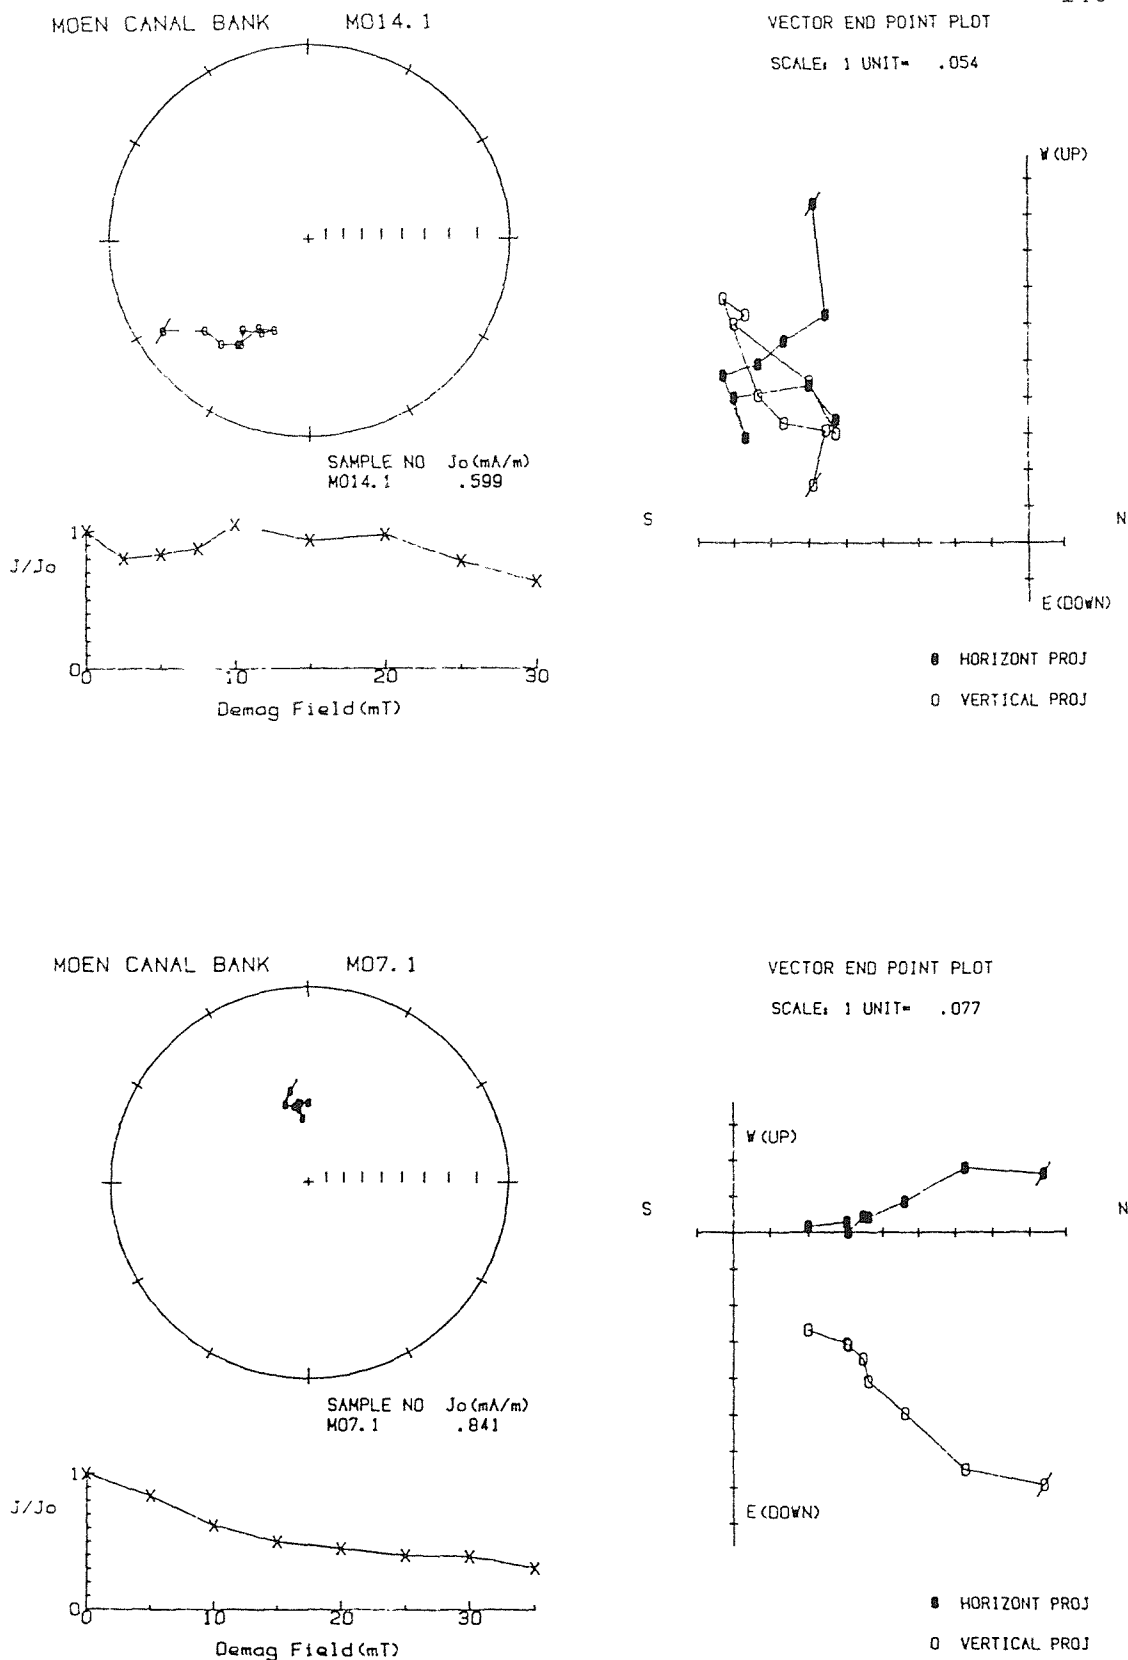 MOEN CANAL BANK MO14.1
VECTOR END POINT PLOT
SCALE: 1 UNIT= .054
W(UP)
S
N
E(DOWN)
SAMPLE NO Jo(mA/m)
MO14.1 .599
1
J/Jo
0
0 10 20 30
Demag Field(mT)
HORIZONT PROJ
VERTICAL PROJ
MOEN CANAL BANK MO7.1
VECTOR END POINT PLOT
SCALE: 1 UNIT= .077
W(UP)
S
N
E(DOWN)
SAMPLE NO Jo(mA/m)
MO7.1 .841
1
J/Jo
0
0 10 20 30
Demag Field(mT)
HORIZONT PROJ
VERTICAL PROJ